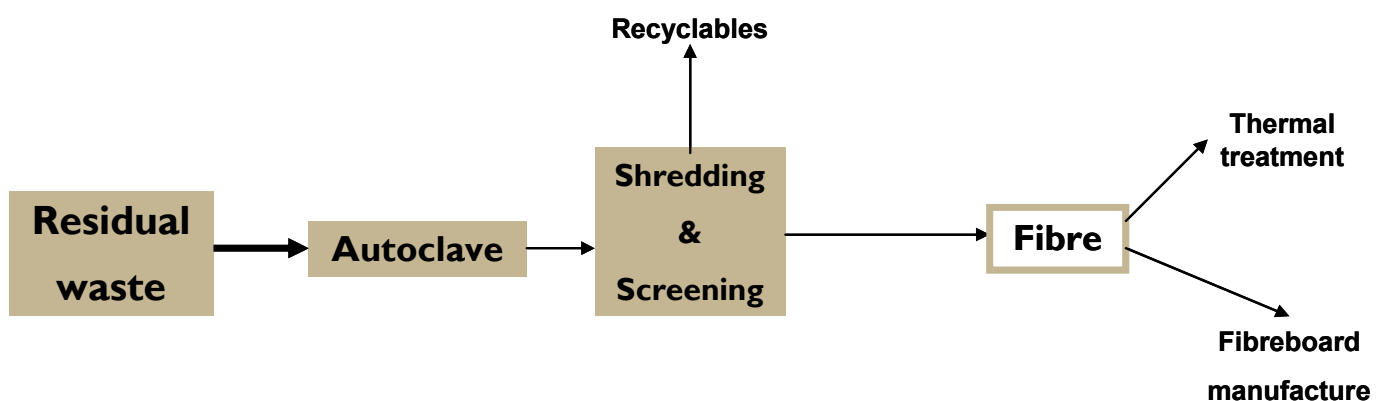 Recyclables
Residual
waste
Autoclave
Shredding
&
Screening
Fibre
Thermal
treatment
Fibreboard
manufacture